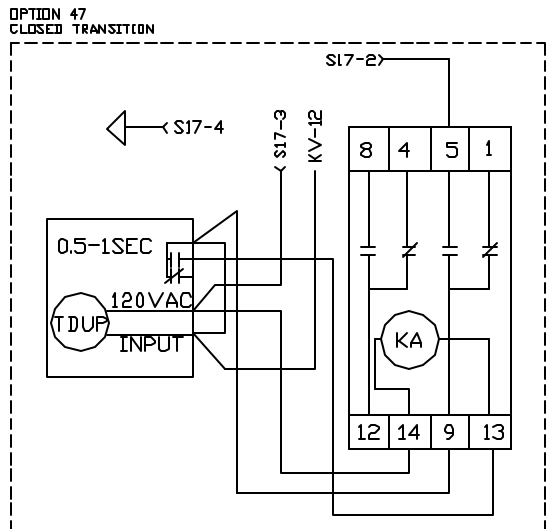 OPTION 47
CLOSED TRANSITION
S17-2
S17-4
S17-3
KV-12
8 4 5 1
0.5-1SEC
120VAC
TDUP
INPUT
KA
12 14 9 13